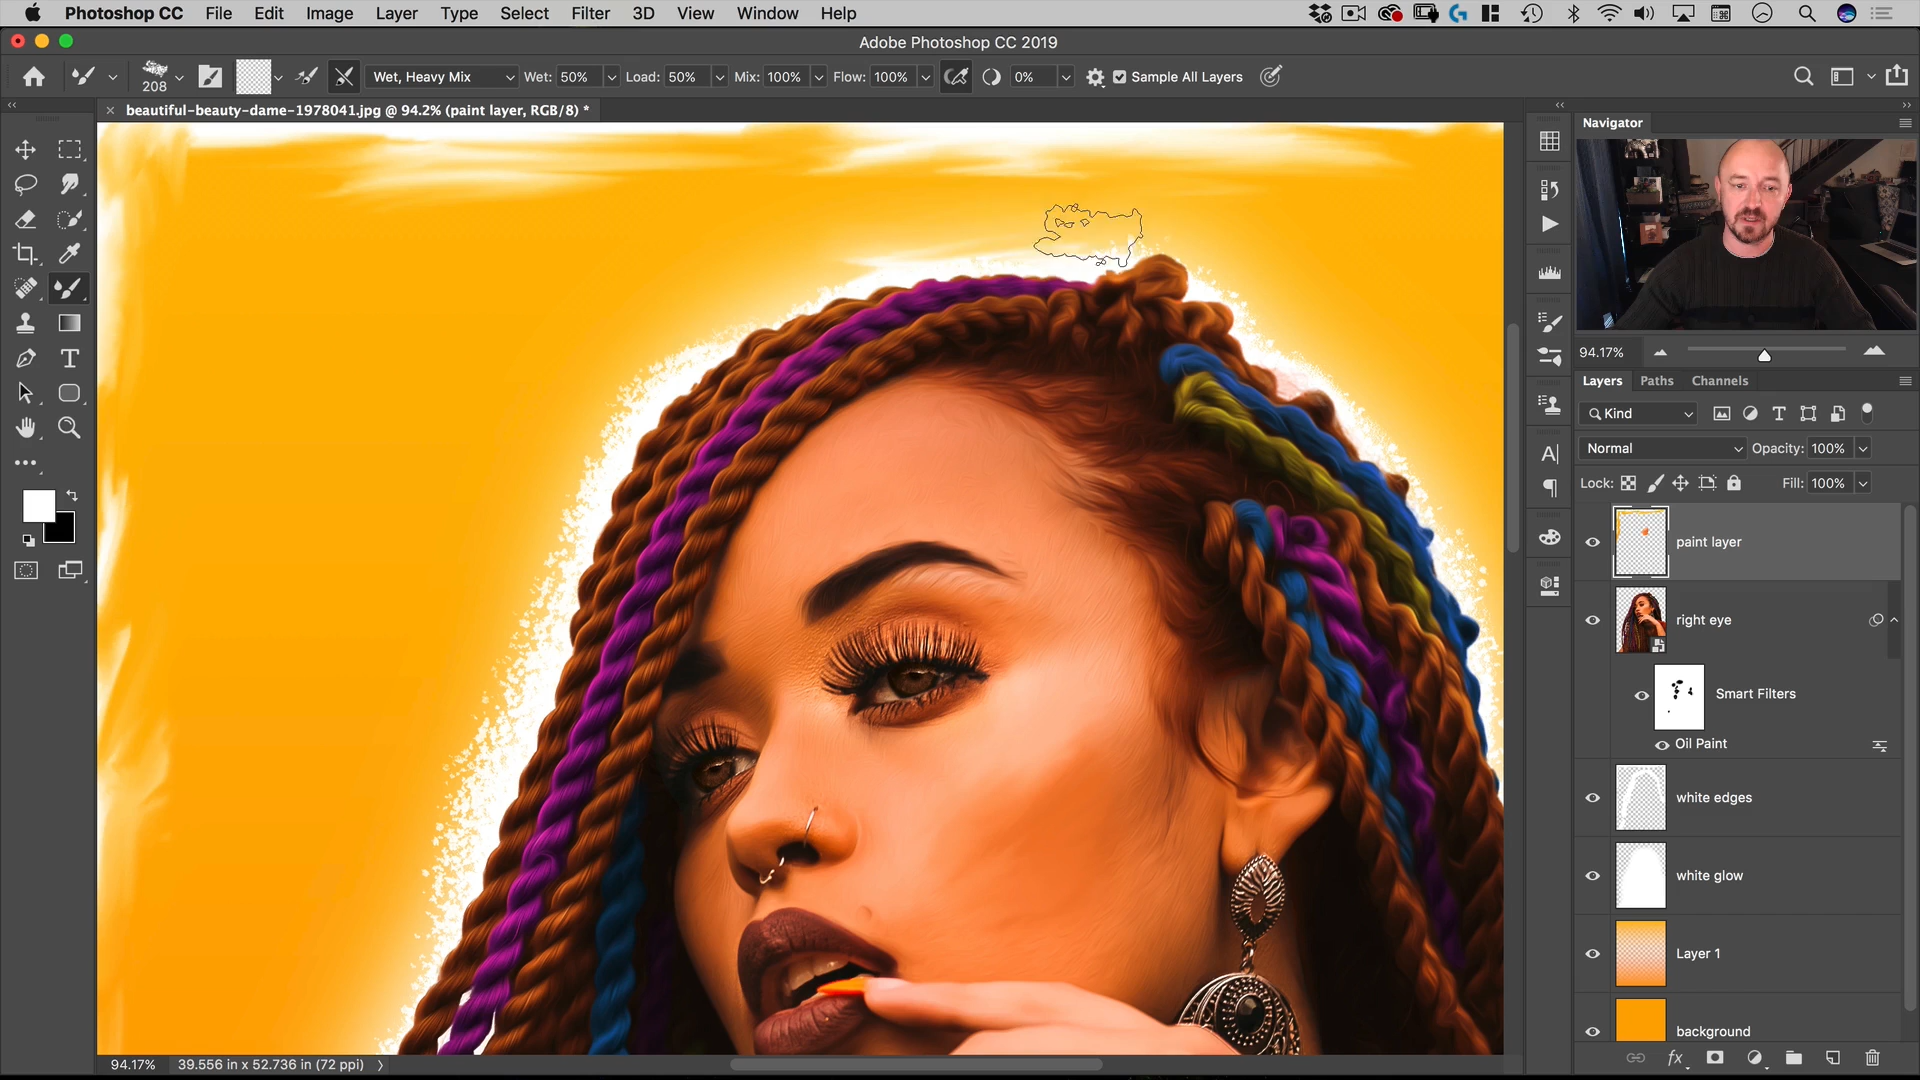 Photoshop CC File Edit Image Layer Type Select Filter 3D View Window Help
Adobe Photoshop CC 2019
208 Wet, Heavy Mix Wet: 50% Load: 50% Mix: 100% Flow: 100% 0% Sample All Layers
beautiful-beauty-dame-1978041.jpg @ 94.2% (paint layer, RGB/8) *
Navigator
94.17%
Layers Paths Channels
Kind
Normal Opacity: 100%
Lock: Fill: 100%
paint layer
right eye
Smart Filters
Oil Paint
white edges
white glow
Layer 1
background
94.17% 39.556 in x 52.736 in (72 ppi)